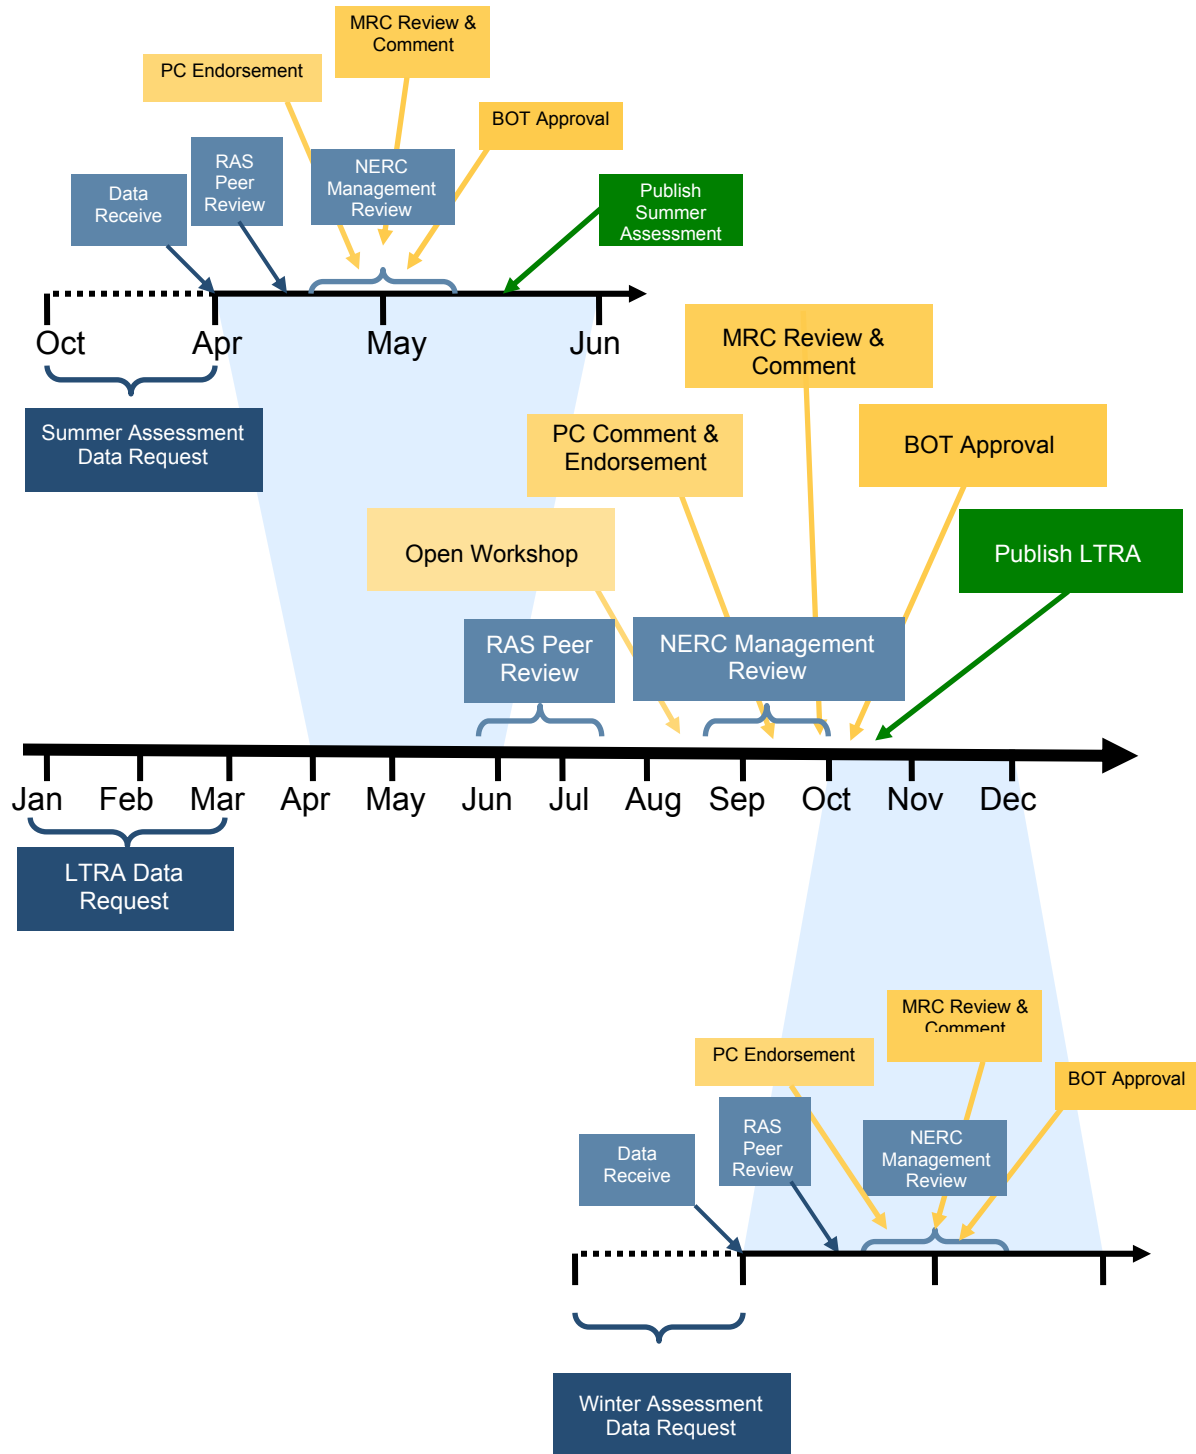 MRC Review &
Comment
PC Endorsement
BOT Approval
RAS
Peer
Review
NERC
Management
Review
Data
Receive
Publish
Summer
Assessment
Oct
Apr
May
Jun
Summer Assessment
Data Request
MRC Review &
Comment
PC Comment &
Endorsement
BOT Approval
Open Workshop
Publish LTRA
RAS Peer
Review
NERC Management
Review
Jan
Feb
Mar
Apr
May
Jun
Jul
Aug
Sep
Oct
Nov
Dec
LTRA Data
Request
MRC Review &
Comment
PC Endorsement
BOT Approval
RAS
Peer
Review
NERC
Management
Review
Data
Receive
Winter Assessment
Data Request